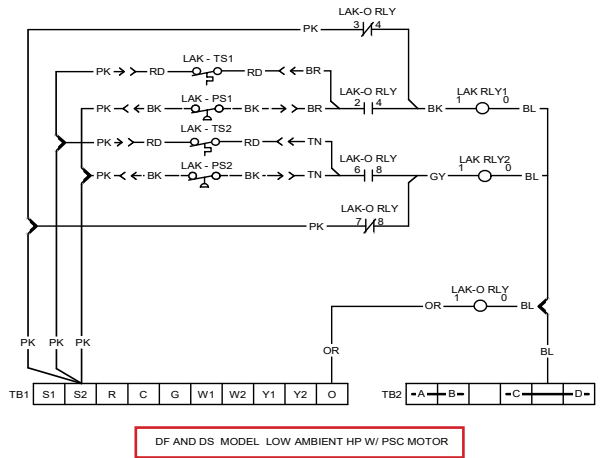 LAK-O RLY
PK 3 4
LAK - TS1
PK RD RD BR
LAK - PS1 LAK-O RLY LAK RLY1
PK BK BK BR 2 4 BK 1 0 BL
LAK - TS2
PK RD RD TN
LAK - PS2 LAK-O RLY LAK RLY2
PK BK BK TN 6 8 GY 1 0 BL
LAK-O RLY
PK 7 8
LAK-O RLY
OR 1 0 BL
PK PK PK OR BL
TB1 S1 S2 R C G W1 W2 Y1 Y2 O TB2 A B C D
DF AND DS MODEL LOW AMBIENT HP W/ PSC MOTOR